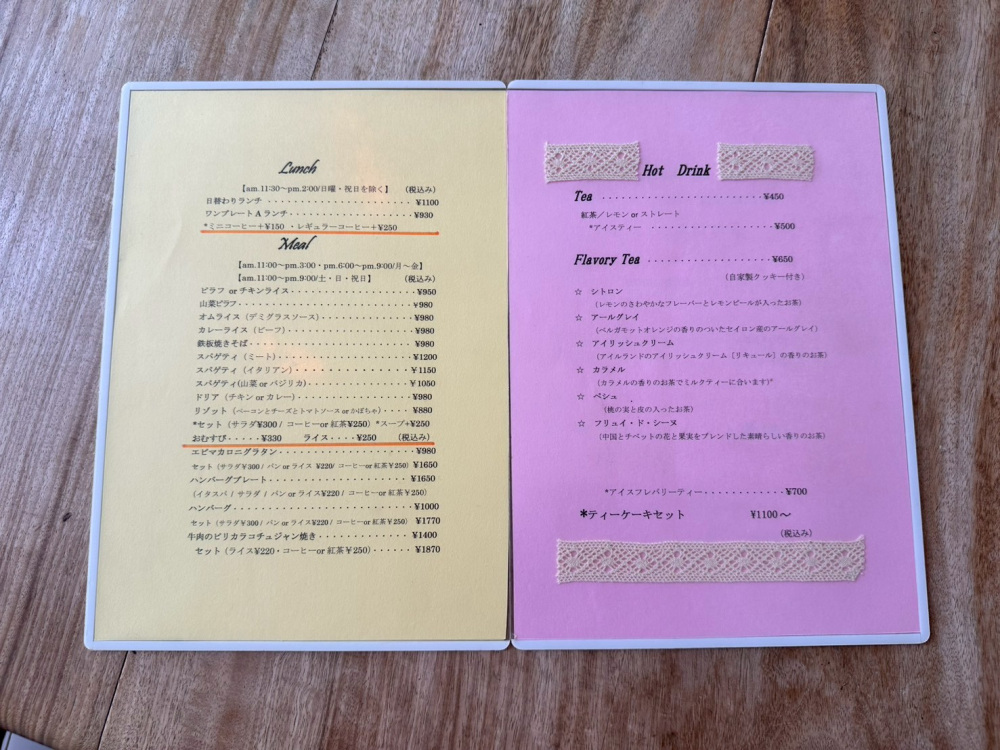 Lunch
【am.11:30~pm.2:00/日曜・祝日を除く】 (税込み)
日替わりランチ ・・・・・・・・・・・・・・・・・・・・ ¥1100
ワンプレートAランチ・・・・・・・・・・・・・・・・・ ¥930
*ミニコーヒー+¥150 ・レギュラーコーヒー+¥250
Meal
【am.11:00~pm.3:00・pm.6:00~pm.9:00/月~金】
【am.11:00~pm.9:00/土・日・祝日】 (税込み)
ピラフ or チキンライス・・・・・・・・・・・・・・・・ ¥950
山菜ピラフ・・・・・・・・・・・・・・・・・・・・・・ ¥980
オムライス(デミグラスソース)・・・・・・・・・・・・・ ¥980
カレーライス(ビーフ)・・・・・・・・・・・・・・・・・ ¥980
鉄板焼きそば・・・・・・・・・・・・・・・・・・・・・ ¥980
スパゲティ(ミート)・・・・・・・・・・・・・・・・・・ ¥1200
スパゲティ(イタリアン)・・・・・・・・・・・・・・・・ ¥1150
スパゲティ(山菜 or バジリカ)・・・・・・・・・・・・・ ¥1050
ドリア(チキン or カレー)・・・・・・・・・・・・・・・ ¥980
リゾット(ベーコンとチーズとトマトソース or かぼちゃ)・・・・ ¥880
*セット(サラダ¥300/ コーヒーor 紅茶¥250) *スープ+¥250
おむすび・・・・・¥330 ライス・・・・¥250 (税込み)
エビマカロニグラタン・・・・・・・・・・・・・・・・・ ¥980
セット(サラダ¥300/ パン or ライス ¥220/ コーヒーor 紅茶¥250) ¥1650
ハンバーグプレート・・・・・・・・・・・・・・・・・・ ¥1650
(イタスパ / サラダ / パン or ライス¥220/ コーヒーor 紅茶¥250)
ハンバーグ・・・・・・・・・・・・・・・・・・・・・・ ¥1000
セット(サラダ¥300/ パン or ライス¥220/ コーヒーor 紅茶¥250) ¥1770
牛肉のピリカラコチュジャン焼き・・・・・・・・・・・・ ¥1400
セット(ライス¥220・コーヒーor 紅茶¥250)・・・・・・ ¥1870
Hot Drink
Tea ・・・・・・・・・・・・・・・・・・・・・・¥450
紅茶/レモン or ストレート
*アイスティー ・・・・・・・・・・・・・・・・・・¥500
Flavory Tea ・・・・・・・・・・・・・・・・・¥650
(自家製クッキー付き)
☆ シトロン
(レモンのさわやかなフレーバーとレモンピールが入ったお茶)
☆ アールグレイ
(ベルガモットオレンジの香りのついたセイロン産のアールグレイ)
☆ アイリッシュクリーム
(アイルランドのアイリッシュクリーム[リキュール]の香りのお茶)
☆ カラメル
(カラメルの香りのお茶でミルクティーに合います)
☆ ペシュ
(桃の実と皮の入ったお茶)
☆ フリュイ・ド・シーヌ
(中国とチベットの花と果実をブレンドした素晴らしい香りのお茶)
*アイスフレバリーティー・・・・・・・・・・・・¥700
*ティーケーキセット ¥1100~
(税込み)